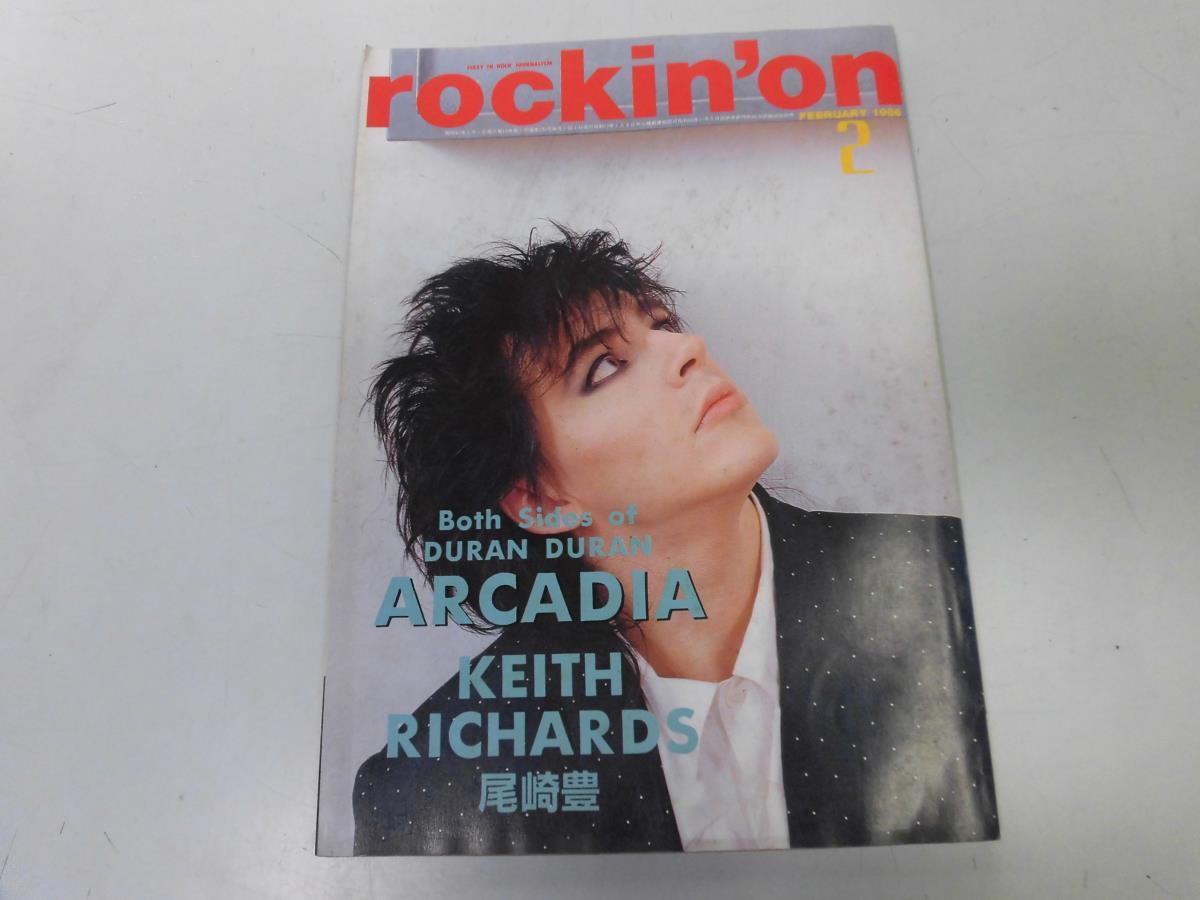 FIRST IN ROCK JOURNALISM
rockin'on
FEBRUARY 1986
2
Both Sides of
DURAN DURAN
ARCADIA
KEITH
RICHARDS
尾崎豊